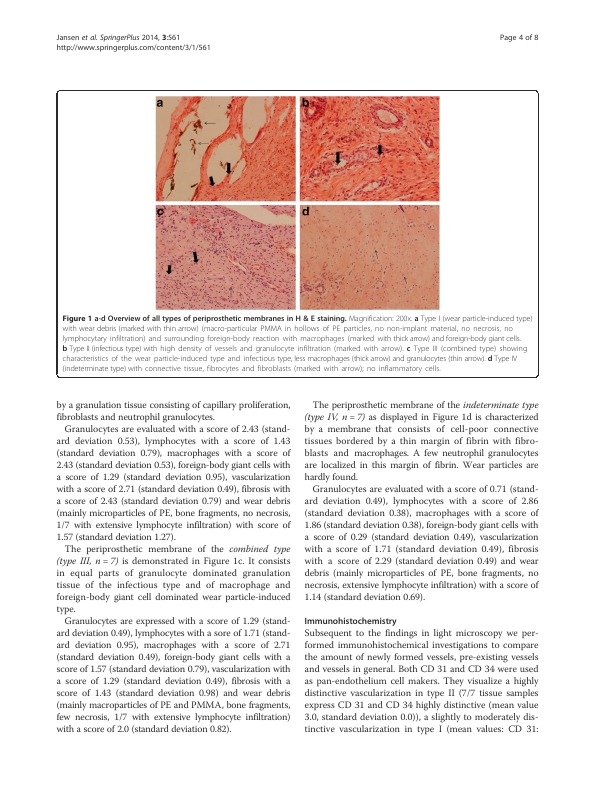 Jansen et al. SpringerPlus 2014, 3:561
http://www.springerplus.com/content/3/1/561
Page 4 of 8
a
b
c
d
Figure 1 a-d Overview of all types of periprosthetic membranes in H & E staining. Magnification: 200x. a Type I (wear particle-induced type)
with wear debris (marked with thin arrow) (macro-particular PMMA in hollows of PE particles, no non-implant material, no necrosis, no
lymphocytary infiltration) and surrounding foreign-body reaction with macrophages (marked with thick arrow) and foreign-body giant cells.
b Type II (infectious type) with high density of vessels and granulocyte infiltration (marked with arrow). c Type III (combined type) showing
characteristics of the wear particle-induced type and infectious type, less macrophages (thick arrow) and granulocytes (thin arrow). d Type IV
(indeterminate type) with connective tissue, fibrocytes and fibroblasts (marked with arrow); no inflammatory cells.
by a granulation tissue consisting of capillary proliferation,
fibroblasts and neutrophil granulocytes.
Granulocytes are evaluated with a score of 2.43 (stand-
ard deviation 0.53), lymphocytes with a score of 1.43
(standard deviation 0.79), macrophages with a score of
2.43 (standard deviation 0.53), foreign-body giant cells with
a score of 1.29 (standard deviation 0.95), vascularization
with a score of 2.71 (standard deviation 0.49), fibrosis with
a score of 2.43 (standard deviation 0.79) and wear debris
(mainly microparticles of PE, bone fragments, no necrosis,
1/7 with extensive lymphocyte infiltration) with score of
1.57 (standard deviation 1.27).
The periprosthetic membrane of the combined type
(type III, n = 7) is demonstrated in Figure 1c. It consists
in equal parts of granulocyte dominated granulation
tissue of the infectious type and of macrophage and
foreign-body giant cell dominated wear particle-induced
type.
Granulocytes are expressed with a score of 1.29 (stand-
ard deviation 0.49), lymphocytes with a sore of 1.71 (stand-
ard deviation 0.95), macrophages with a score of 2.71
(standard deviation 0.49), foreign-body giant cells with a
score of 1.57 (standard deviation 0.79), vascularization with
a score of 1.29 (standard deviation 0.49), fibrosis with a
score of 1.43 (standard deviation 0.98) and wear debris
(mainly macroparticles of PE and PMMA, bone fragments,
few necrosis, 1/7 with extensive lymphocyte infiltration)
with a score of 2.0 (standard deviation 0.82).
The periprosthetic membrane of the indeterminate type
(type IV, n = 7) as displayed in Figure 1d is characterized
by a membrane that consists of cell-poor connective
tissues bordered by a thin margin of fibrin with fibro-
blasts and macrophages. A few neutrophil granulocytes
are localized in this margin of fibrin. Wear particles are
hardly found.
Granulocytes are evaluated with a score of 0.71 (stand-
ard deviation 0.49), lymphocytes with a score of 2.86
(standard deviation 0.38), macrophages with a score of
1.86 (standard deviation 0.38), foreign-body giant cells with
a score of 0.29 (standard deviation 0.49), vascularization
with a score of 1.71 (standard deviation 0.49), fibrosis
with a score of 2.29 (standard deviation 0.49) and wear
debris (mainly microparticles of PE, bone fragments, no
necrosis, extensive lymphocyte infiltration) with a score of
1.14 (standard deviation 0.69).
Immunohistochemistry
Subsequent to the findings in light microscopy we per-
formed immunohistochemical investigations to compare
the amount of newly formed vessels, pre-existing vessels
and vessels in general. Both CD 31 and CD 34 were used
as pan-endothelium cell makers. They visualize a highly
distinctive vascularization in type II (7/7 tissue samples
express CD 31 and CD 34 highly distinctive (mean value
3.0, standard deviation 0.0)), a slightly to moderately dis-
tinctive vascularization in type I (mean values: CD 31: